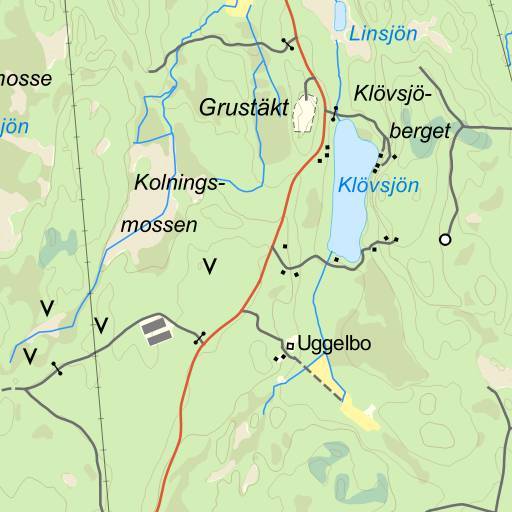 Linsjön
mosse
Klövsjö-
Grustäkt
berget
sjön
Kolnings-
Klövsjön
mossen
Uggelbo